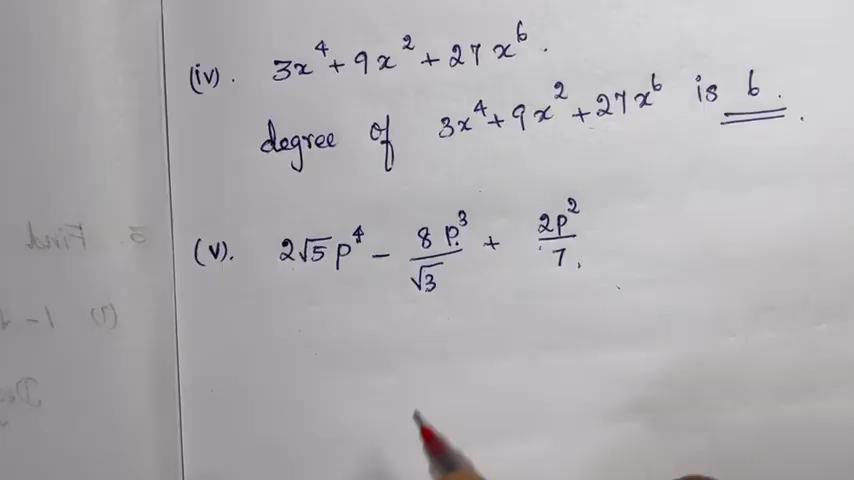 (iv). 3x⁴ + 9x² + 27x⁶.
degree of 3x⁴ + 9x² + 27x⁶ is 6.
(v). 2√5 p⁴ − 8p³/√3 + 2p²/7.